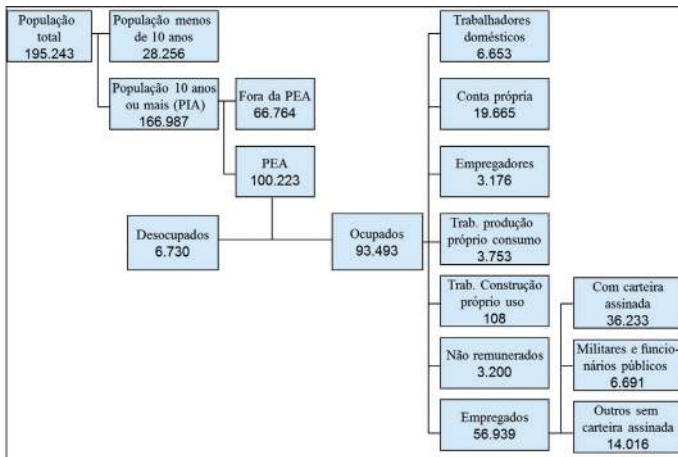 População
total
195.243
População menos
de 10 anos
28.256
População 10 anos
ou mais (PIA)
166.987
Fora da PEA
66.764
PEA
100.223
Desocupados
6.730
Ocupados
93.493
Trabalhadores
domésticos
6.653
Conta própria
19.665
Empregadores
3.176
Trab. produção
próprio consumo
3.753
Trab. Construção
próprio uso
108
Não remunerados
3.200
Empregados
56.939
Com carteira
assinada
36.233
Militares e funcio-
nários públicos
6.691
Outros sem
carteira assinada
14.016